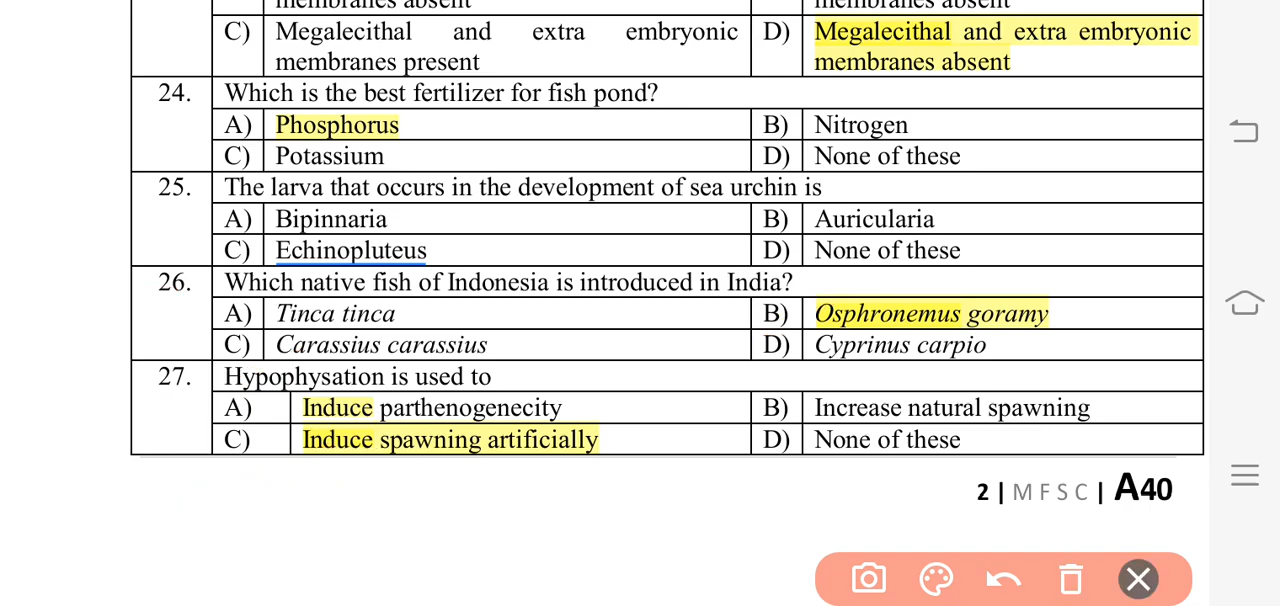 membranes absent membranes absent
C) Megalecithal and extra embryonic D) Megalecithal and extra embryonic
membranes present membranes absent
24. Which is the best fertilizer for fish pond?
A) Phosphorus B) Nitrogen
C) Potassium D) None of these
25. The larva that occurs in the development of sea urchin is
A) Bipinnaria B) Auricularia
C) Echinopluteus D) None of these
26. Which native fish of Indonesia is introduced in India?
A) Tinca tinca B) Osphronemus goramy
C) Carassius carassius D) Cyprinus carpio
27. Hypophysation is used to
A) Induce parthenogenecity B) Increase natural spawning
C) Induce spawning artificially D) None of these
2 | M F S C | A40